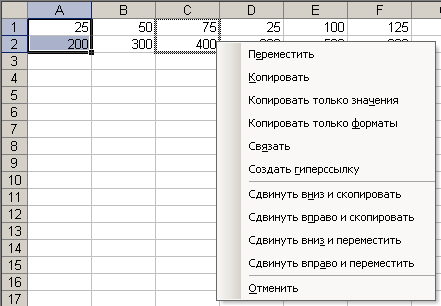 A B C D E F
1 25 50 75 25 100 125
2 200 300 400
3
4
5
6
7
8
9
10
11
12
13
14
15
16
17
Переместить
Копировать
Копировать только значения
Копировать только форматы
Связать
Создать гиперссылку
Сдвинуть вниз и скопировать
Сдвинуть вправо и скопировать
Сдвинуть вниз и переместить
Сдвинуть вправо и переместить
Отменить